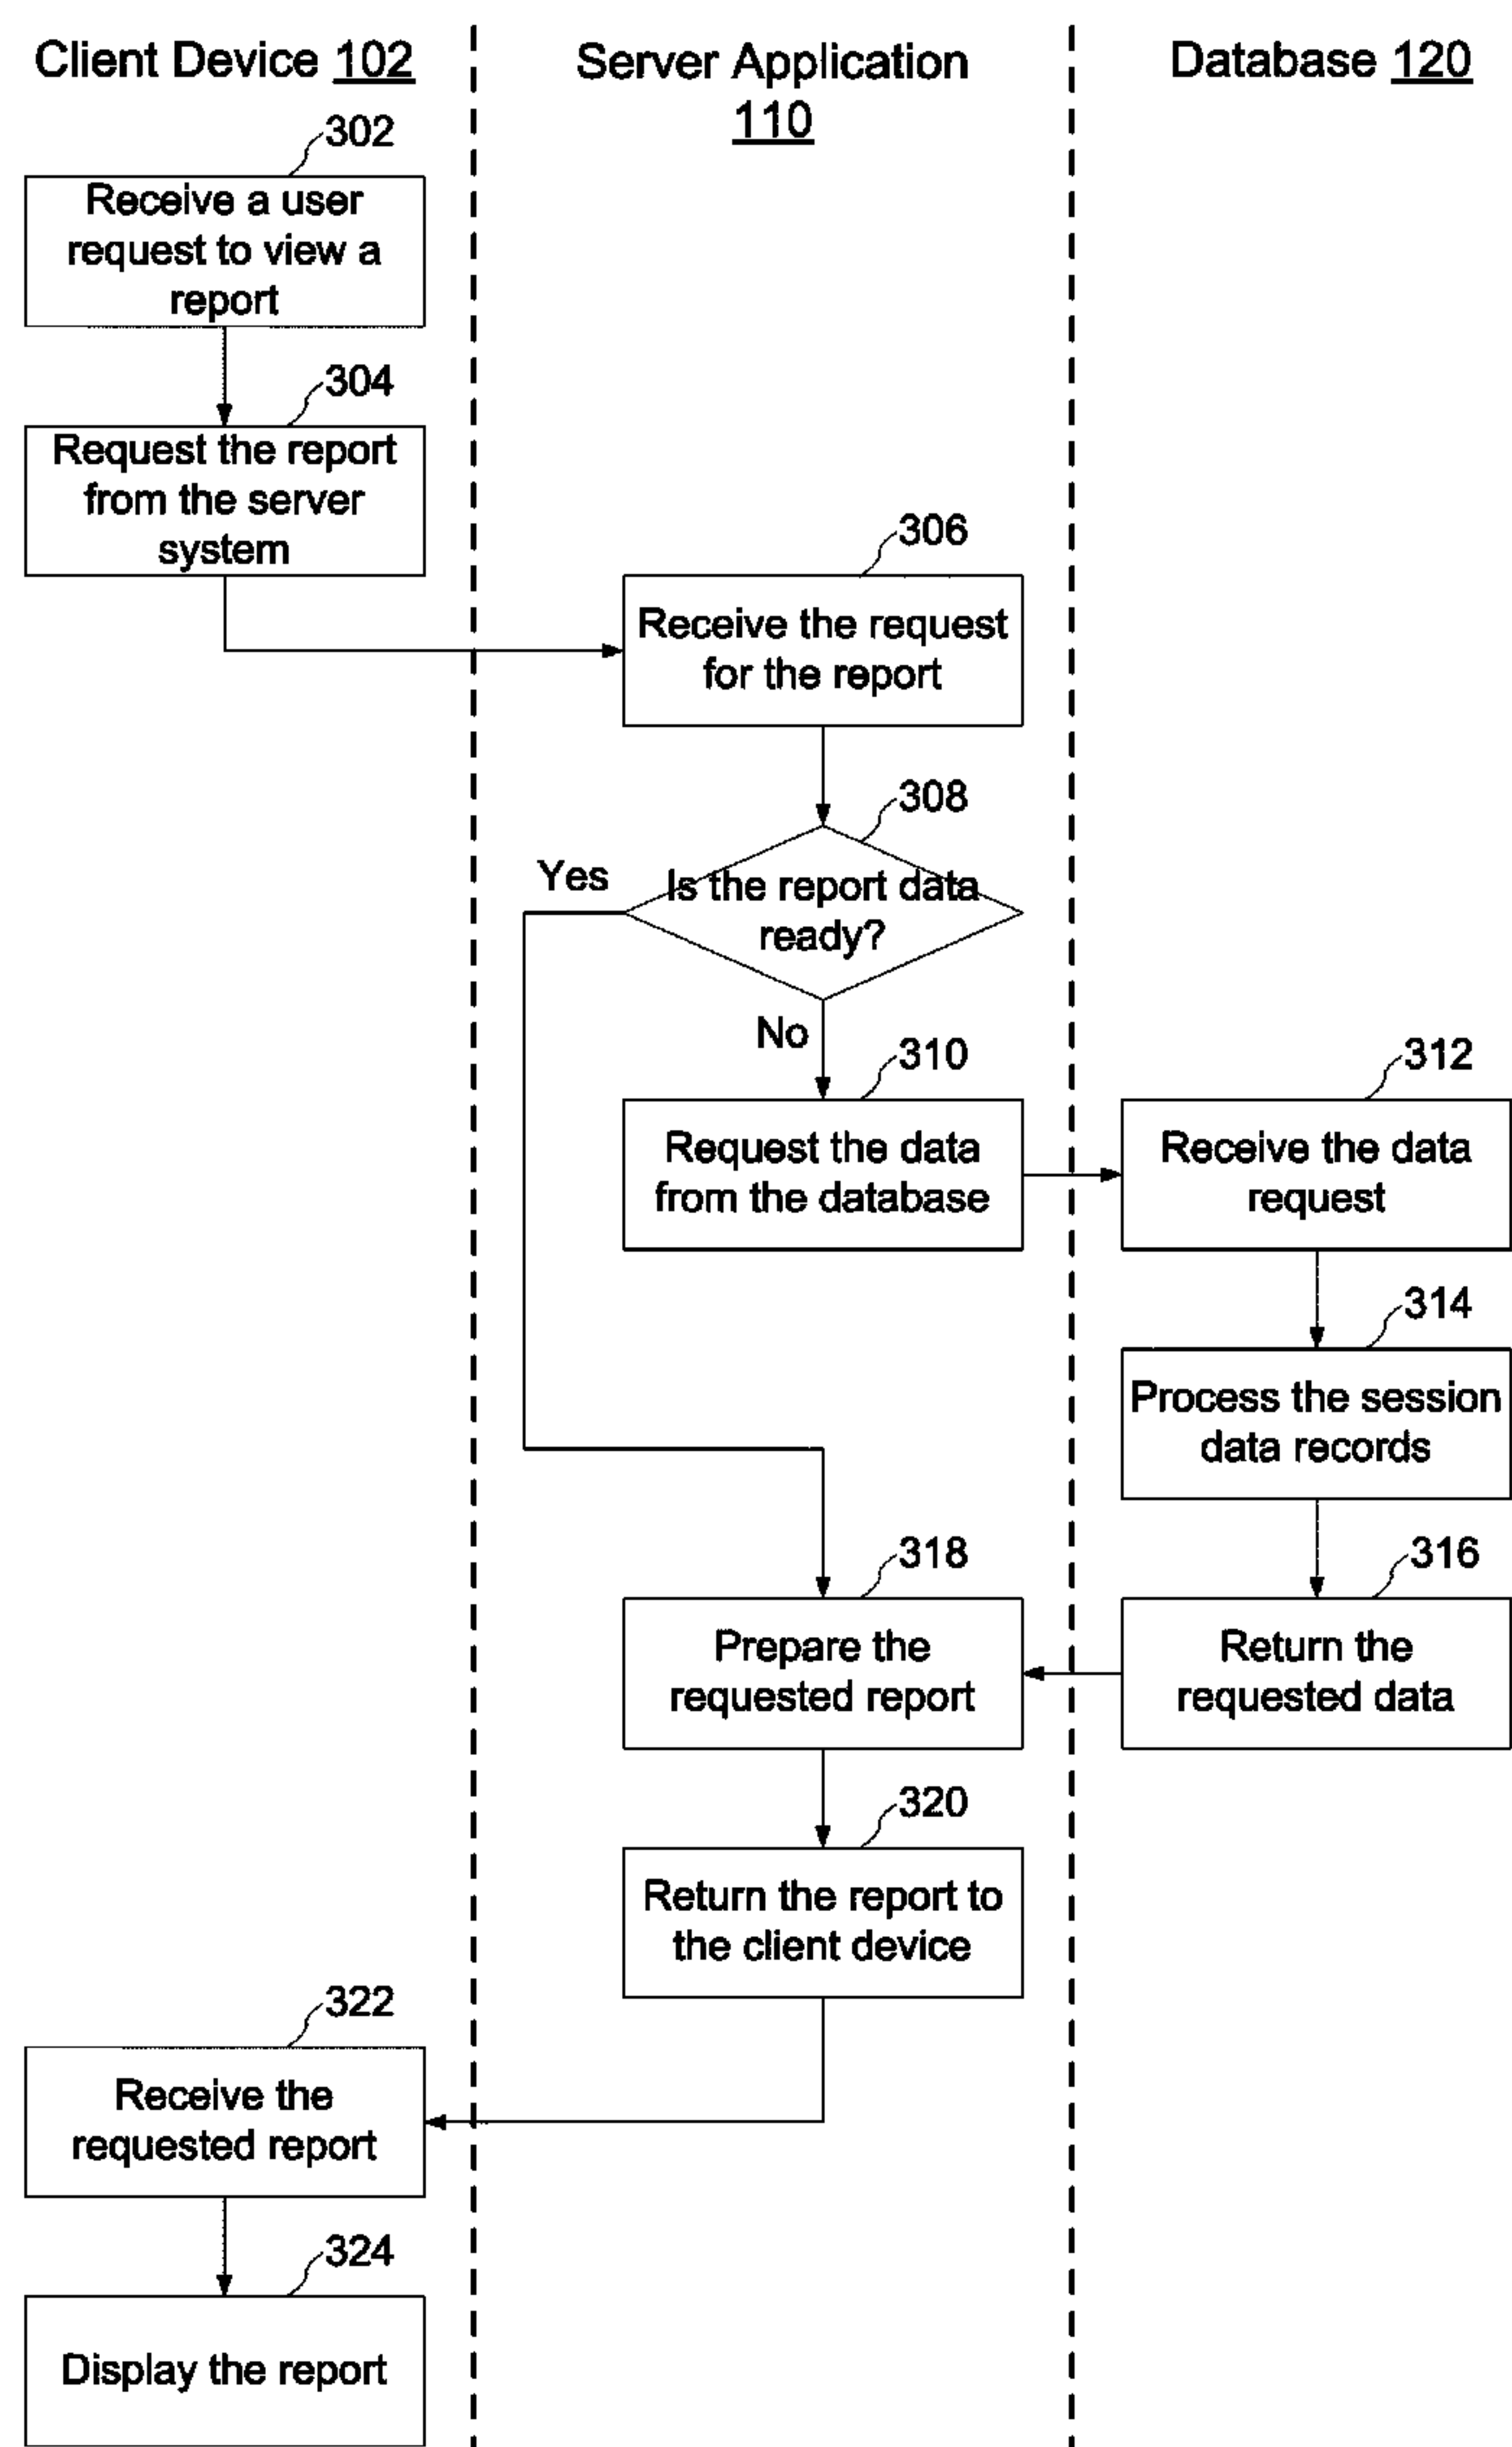 Client Device 102
Server Application
110
Database 120
302
Receive a user
request to view a
report
304
Request the report
from the server
system
306
Receive the request
for the report
308
Yes
Is the report data
ready?
No
310
Request the data
from the database
312
Receive the data
request
314
Process the session
data records
316
Return the
requested data
318
Prepare the
requested report
320
Return the report to
the client device
322
Receive the
requested report
324
Display the report